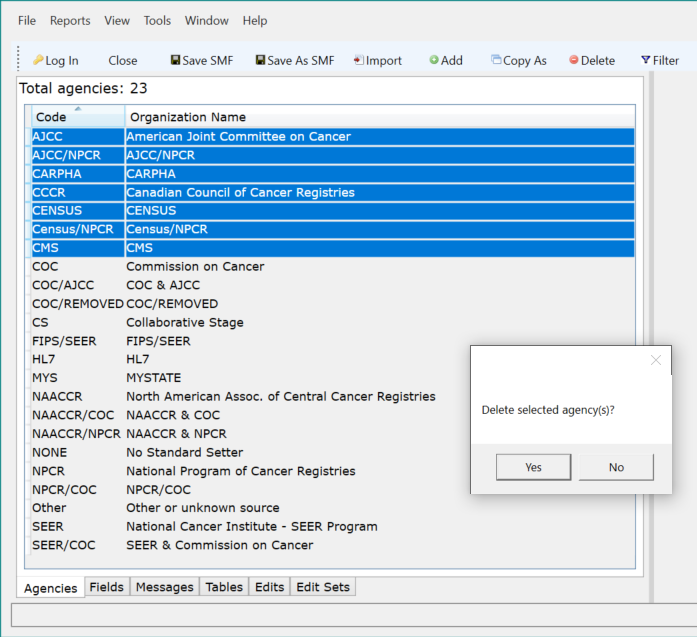 File Reports View Tools Window Help
Log In Close Save SMF Save As SMF Import Add Copy As Delete Filter
Total agencies: 23
Code Organization Name
AJCC American Joint Committee on Cancer
AJCC/NPCR AJCC/NPCR
CARPHA CARPHA
CCCR Canadian Council of Cancer Registries
CENSUS CENSUS
Census/NPCR Census/NPCR
CMS CMS
COC Commission on Cancer
COC/AJCC COC & AJCC
COC/REMOVED COC/REMOVED
CS Collaborative Stage
FIPS/SEER FIPS/SEER
HL7 HL7
MYS MYSTATE
NAACCR North American Assoc. of Central Cancer Registries
NAACCR/COC NAACCR & COC
NAACCR/NPCR NAACCR & NPCR
NONE No Standard Setter
NPCR National Program of Cancer Registries
NPCR/COC NPCR/COC
Other Other or unknown source
SEER National Cancer Institute - SEER Program
SEER/COC SEER & Commission on Cancer
Delete selected agency(s)?
Yes No
Agencies Fields Messages Tables Edits Edit Sets